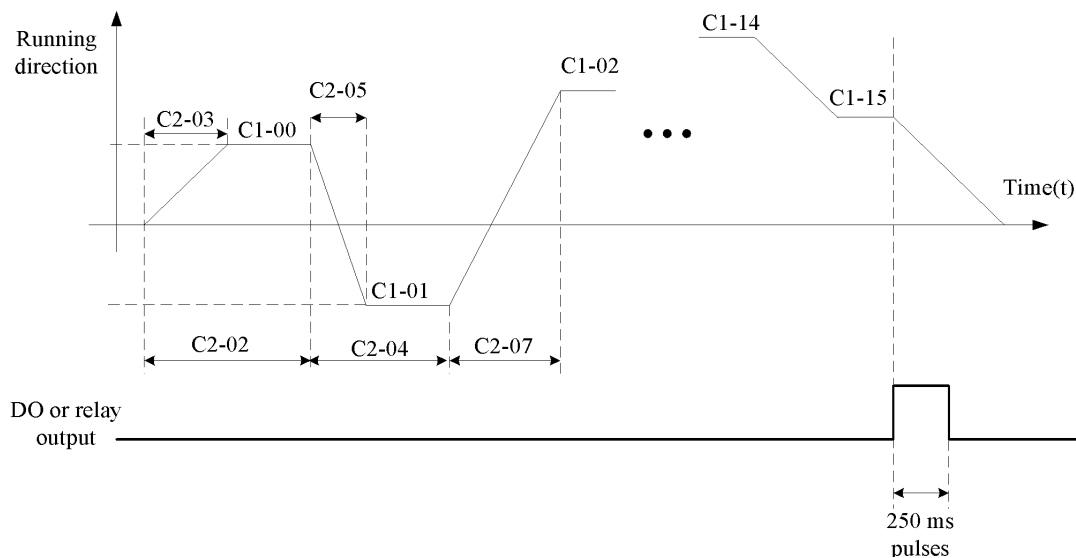 Running
direction
C2-03
C1-00
C2-05
C1-01
C1-02
C1-14
C1-15
Time(t)
C2-02
C2-04
C2-07
DO or relay
output
250 ms
pulses